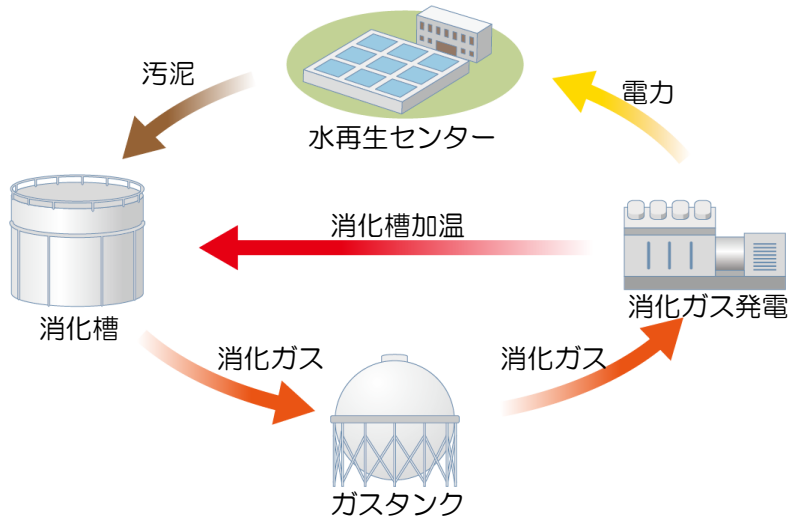 汚泥
電力
水再生センター
消化槽加温
消化ガス発電
消化槽
消化ガス
消化ガス
ガスタンク